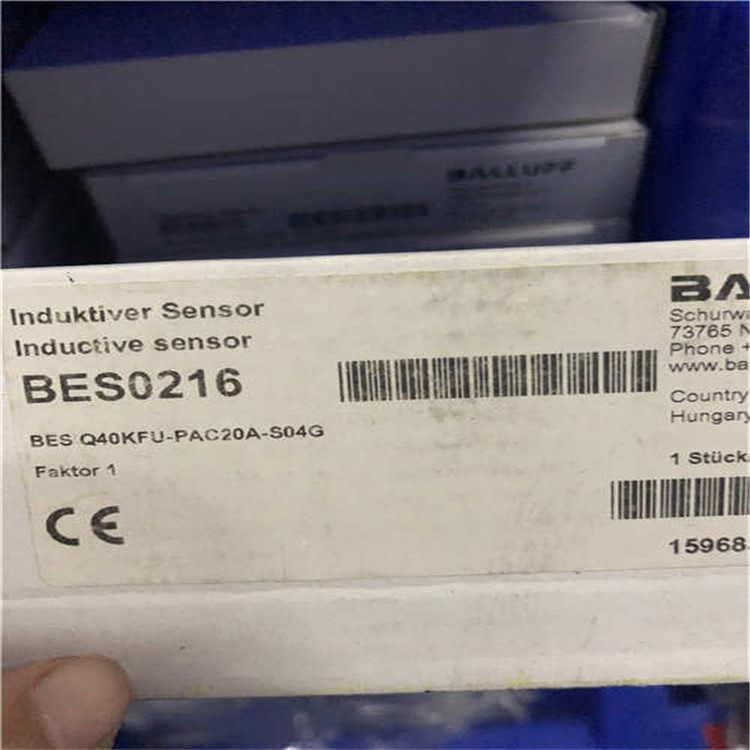 BALLUFF
Induktiver Sensor
Inductive sensor
BES0216
BES Q40KFU-PAC20A-S04G
Faktor 1
CE
BA
Schurwa
73765 N
Phone +
www.ba
Country
Hungary
1 Stück
15968